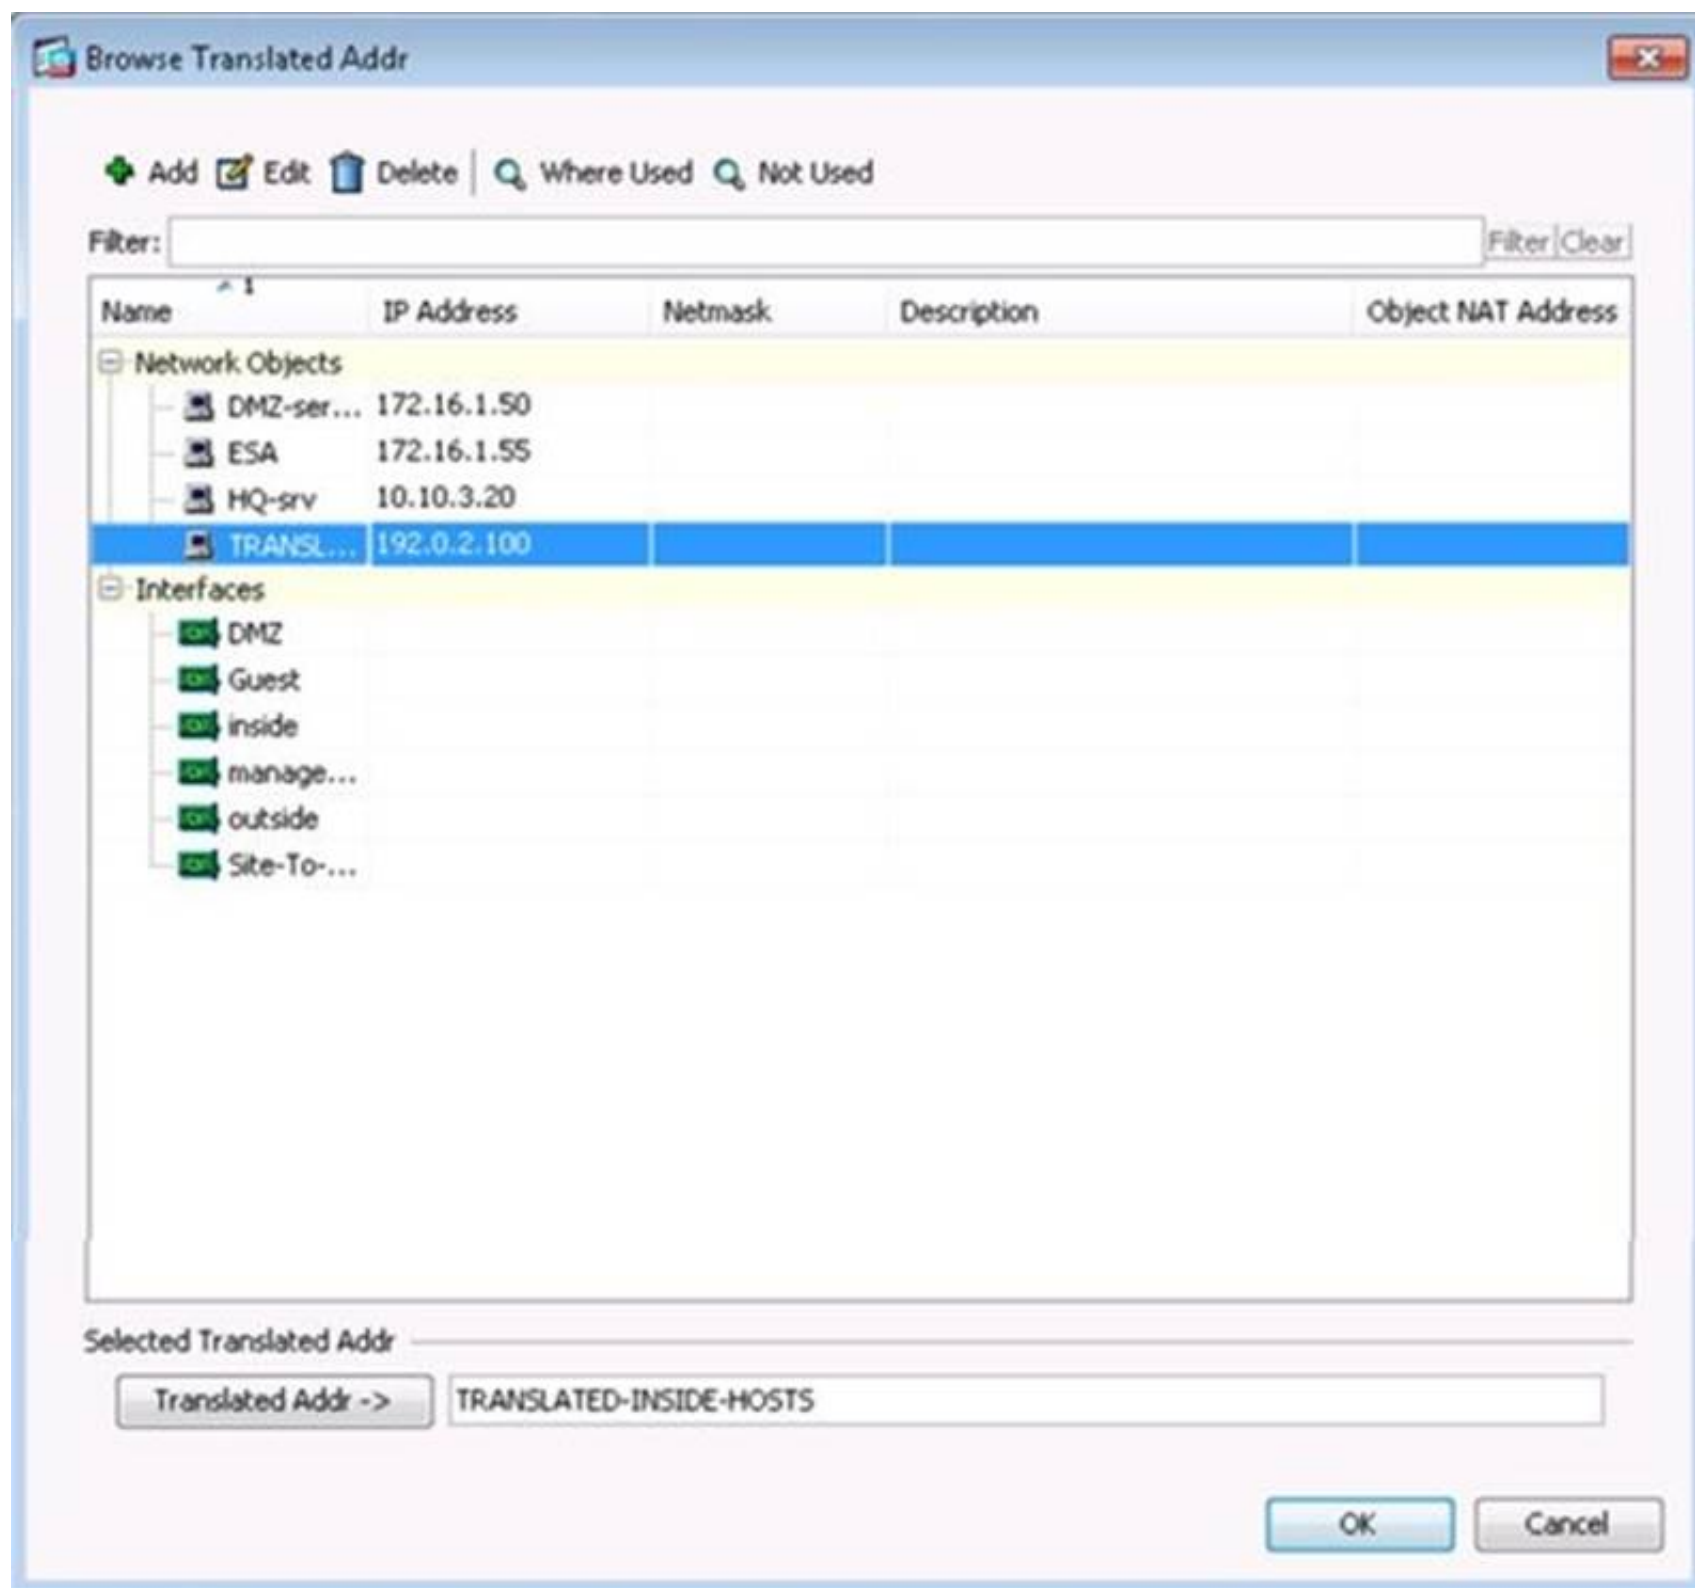 Browse Translated Addr
Add Edit Delete Where Used Not Used
Filter: Filter Clear
1
Name IP Address Netmask Description Object NAT Address
Network Objects
DMZ-ser... 172.16.1.50
ESA 172.16.1.55
HQ-srv 10.10.3.20
TRANSL... 192.0.2.100
Interfaces
DMZ
Guest
inside
manage...
outside
Site-To-...
Selected Translated Addr
Translated Addr -> TRANSLATED-INSIDE-HOSTS
OK Cancel